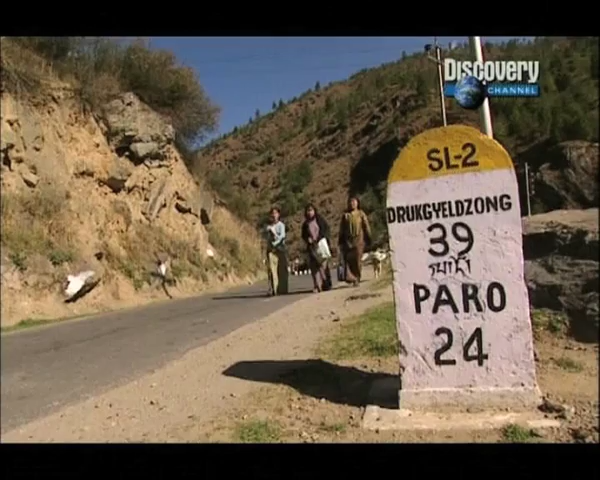 Discovery
CHANNEL
SL-2
DRUKGYELDZONG
39
PARO
24